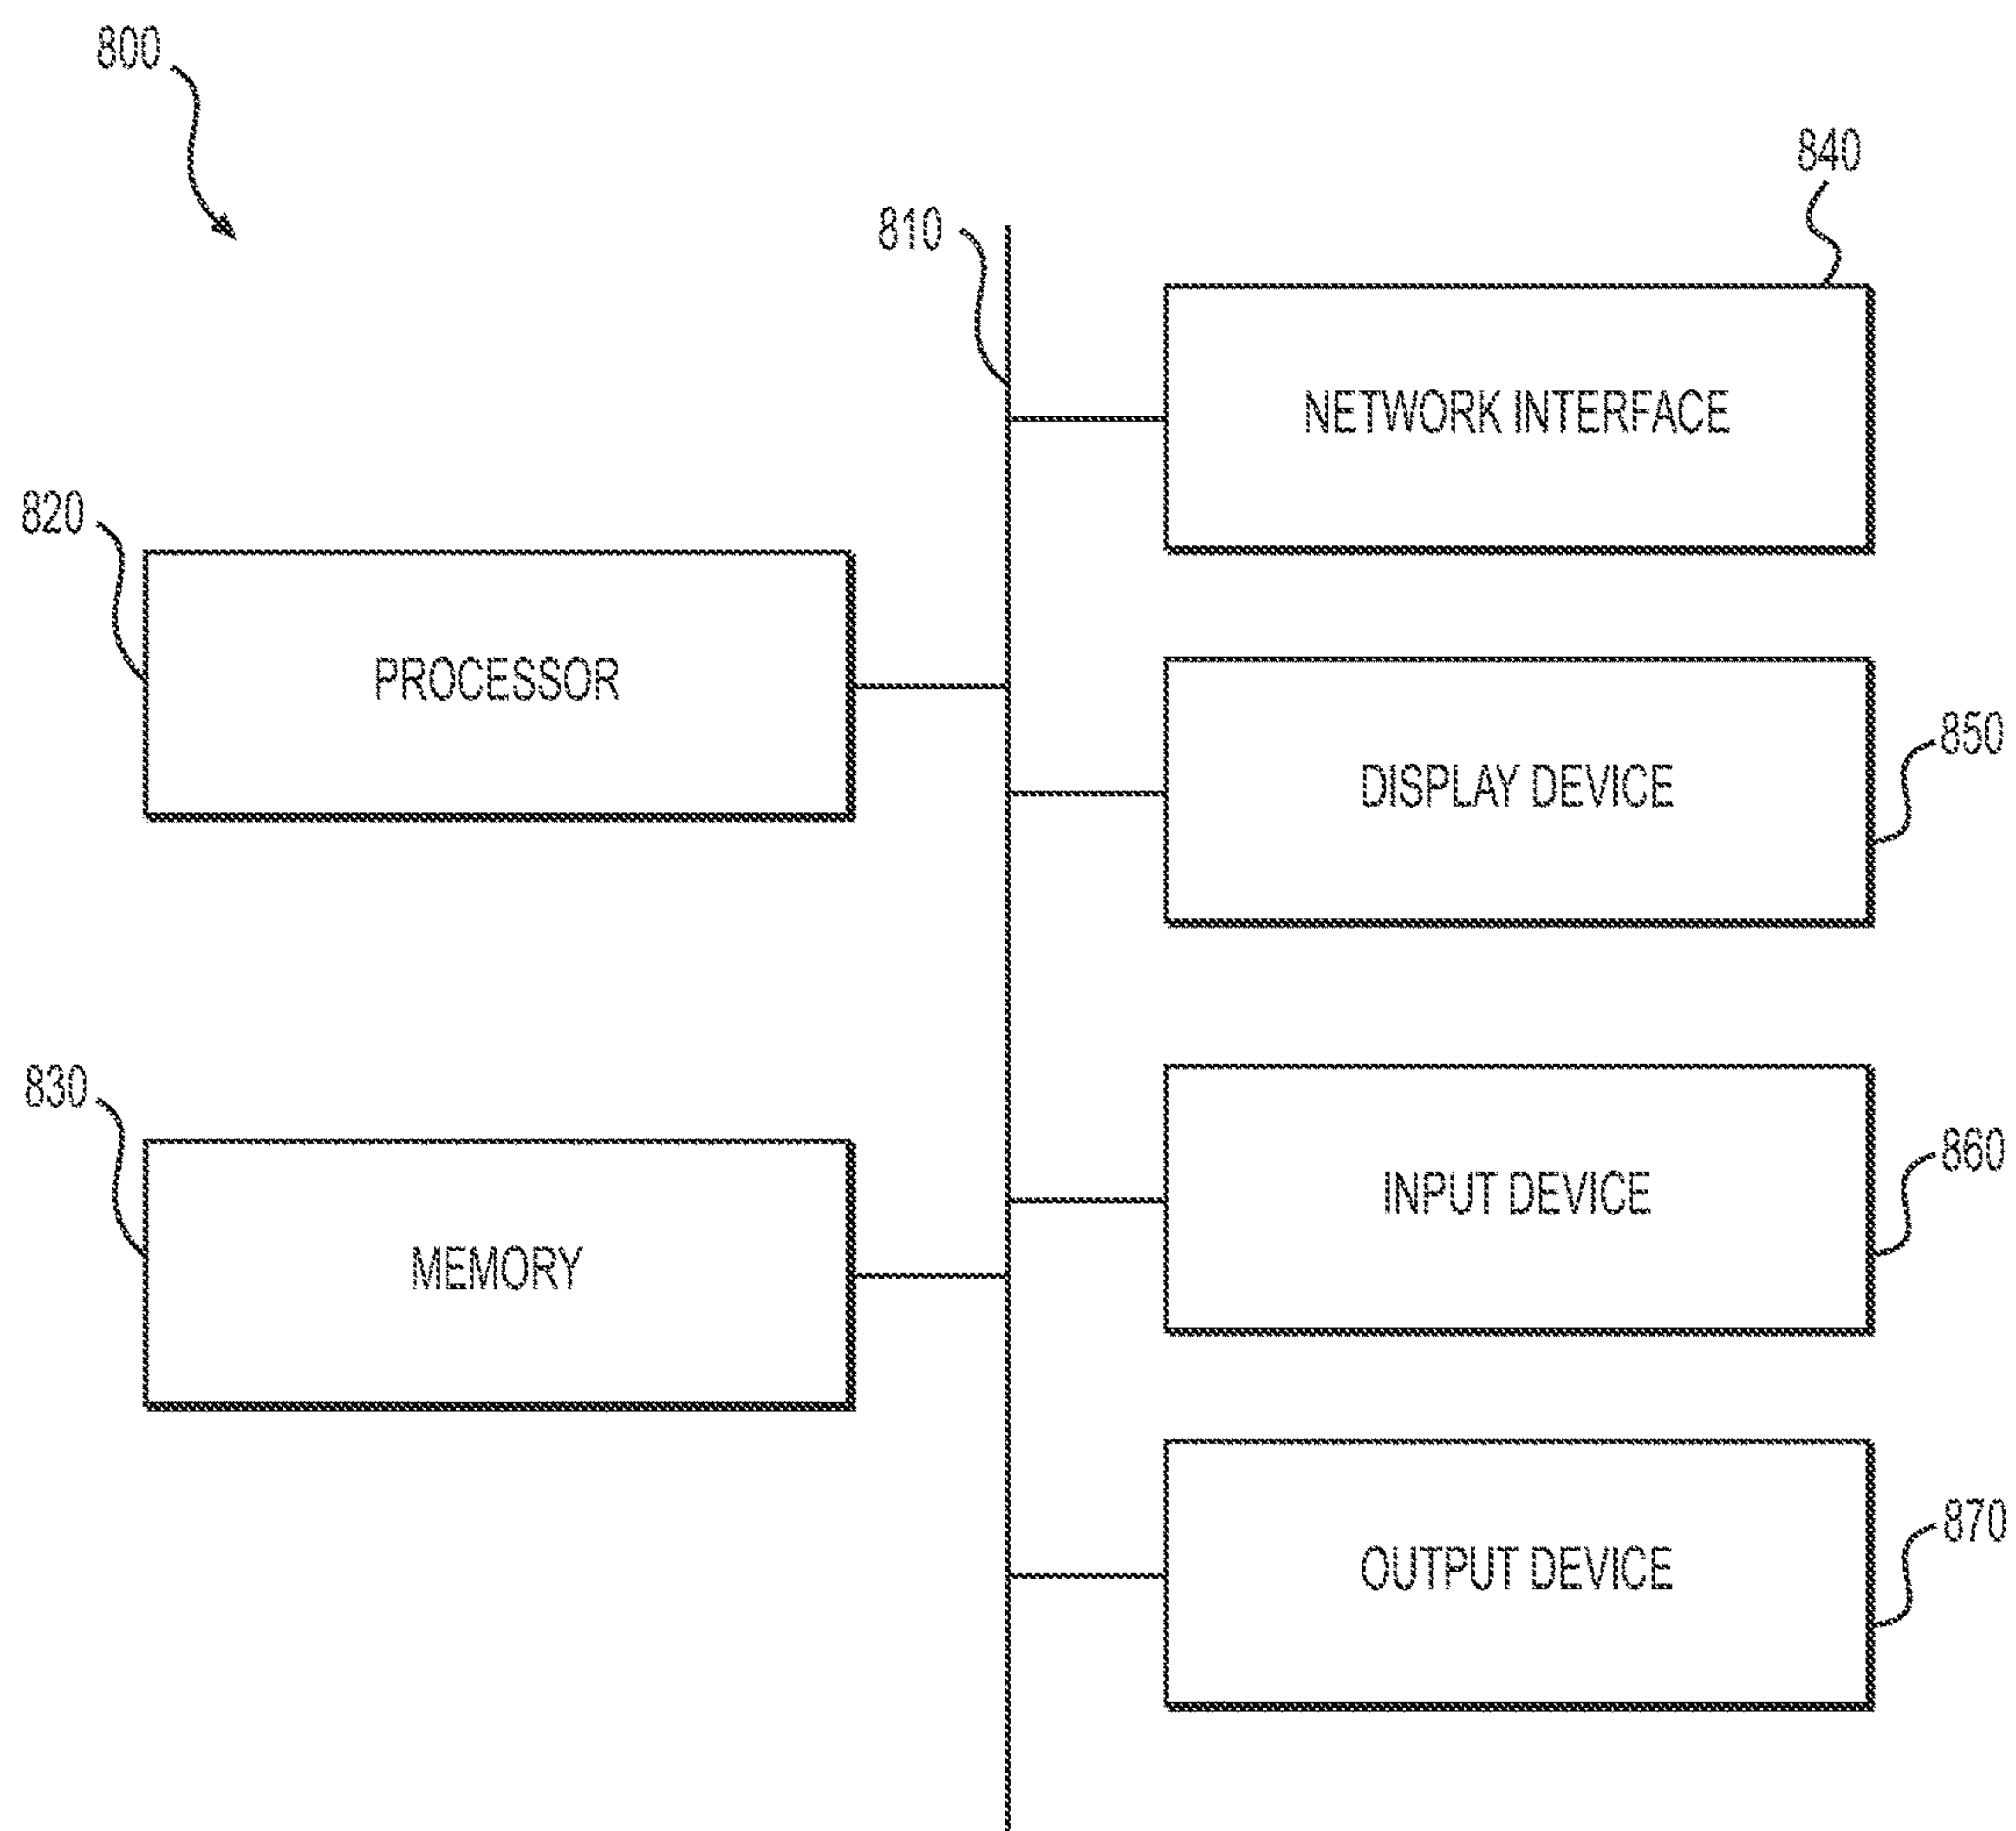 800
840
810
NETWORK INTERFACE
820
PROCESSOR
850
DISPLAY DEVICE
830
860
INPUT DEVICE
MEMORY
870
OUTPUT DEVICE